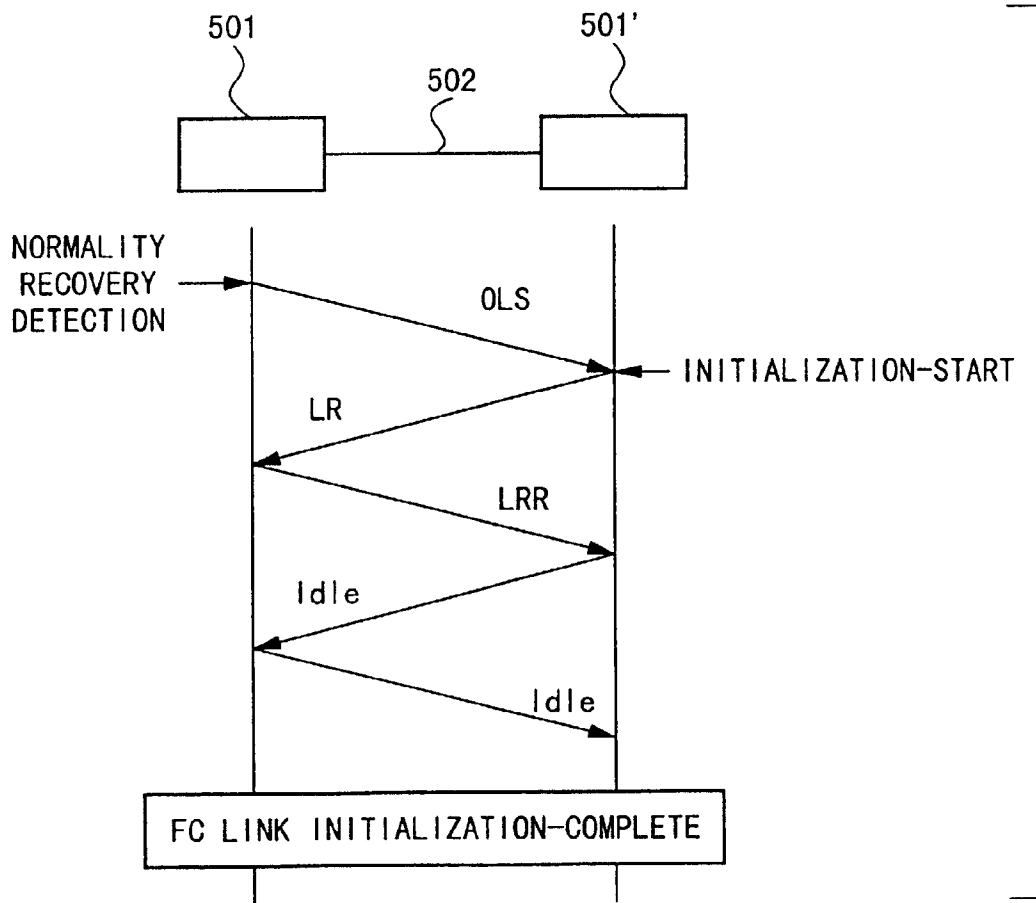 501
501'
502
NORMALITY
RECOVERY
DETECTION
OLS
INITIALIZATION-START
LR
LRR
Idle
Idle
FC LINK INITIALIZATION-COMPLETE